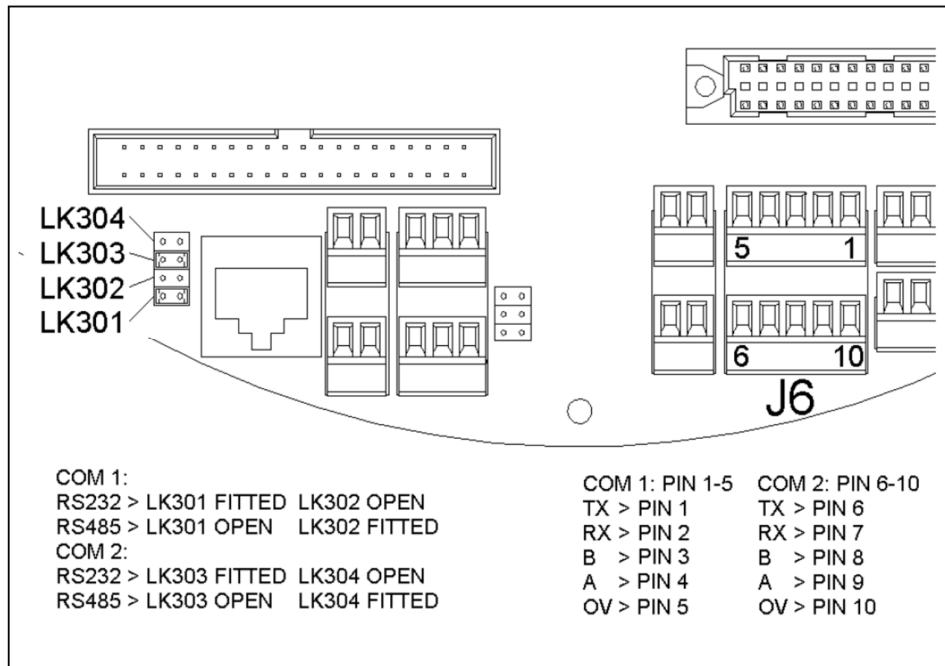 LK304
LK303
LK302
LK301
5 1
6 10
J6
COM 1:
RS232 > LK301 FITTED LK302 OPEN
RS485 > LK301 OPEN LK302 FITTED
COM 2:
RS232 > LK303 FITTED LK304 OPEN
RS485 > LK303 OPEN LK304 FITTED
COM 1: PIN 1-5 COM 2: PIN 6-10
TX > PIN 1 TX > PIN 6
RX > PIN 2 RX > PIN 7
B > PIN 3 B > PIN 8
A > PIN 4 A > PIN 9
OV > PIN 5 OV > PIN 10